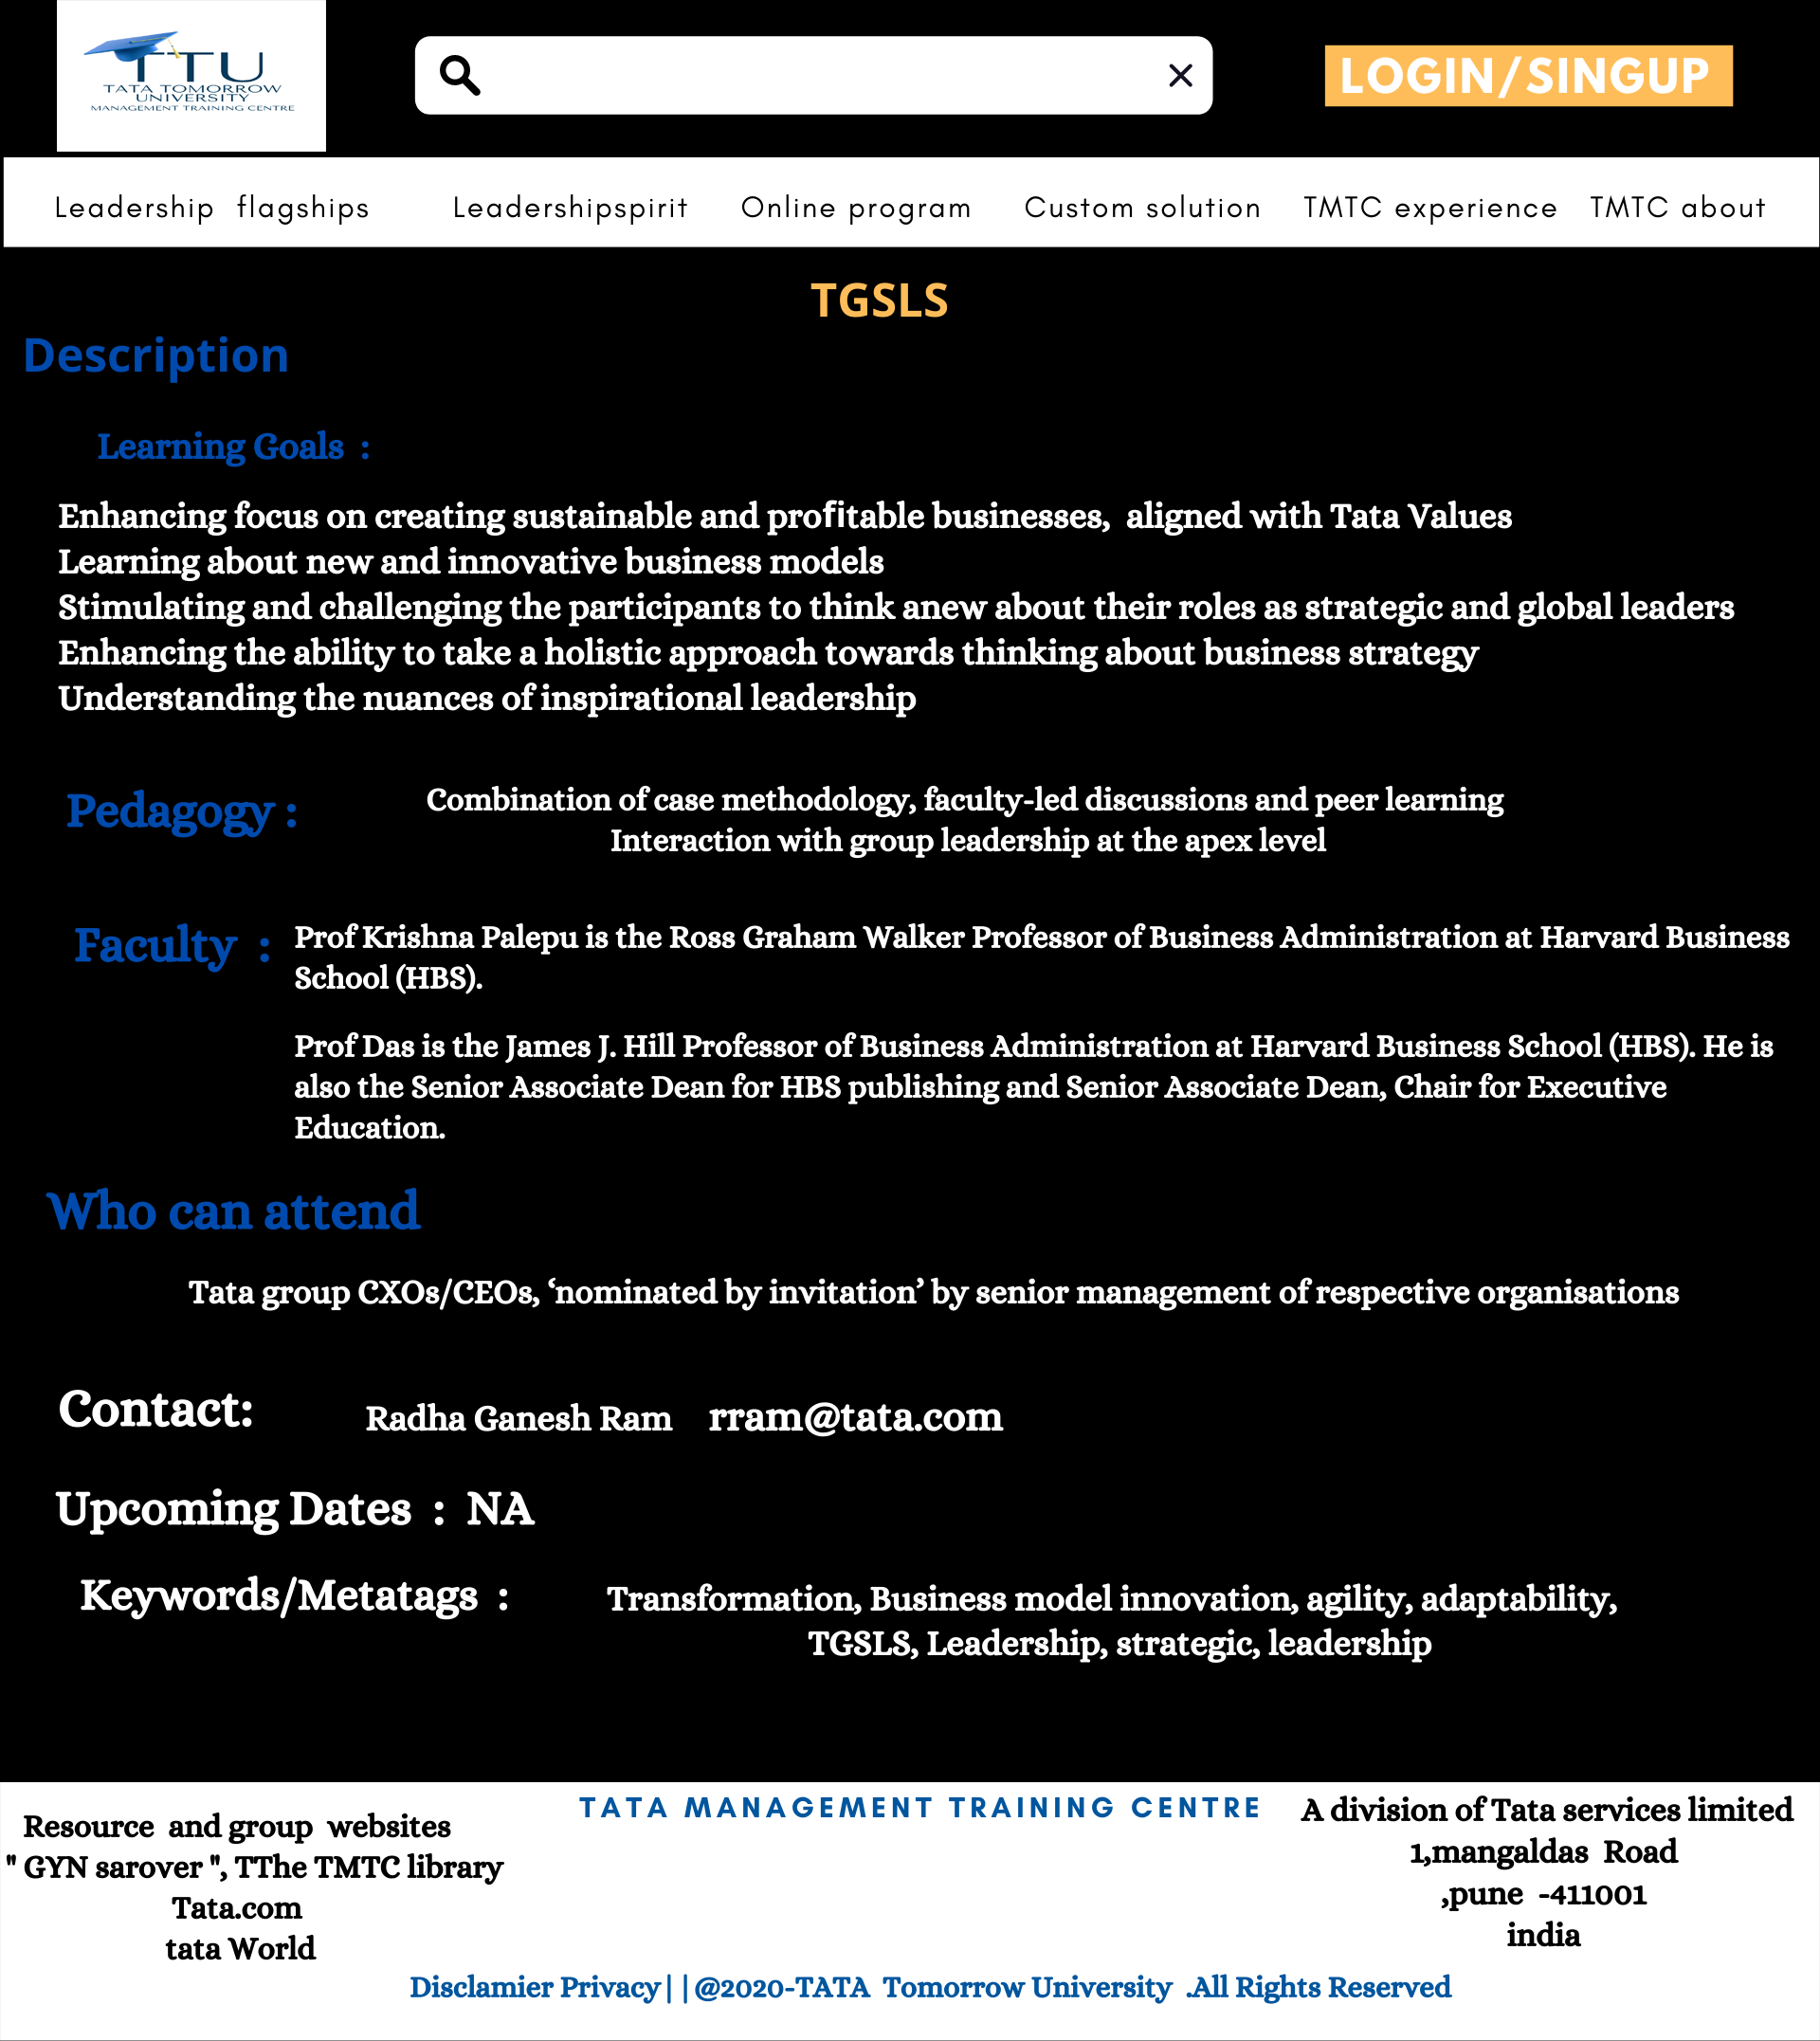 TTU
TATA TOMORROW
UNIVERSITY
MANAGEMENT TRAINING CENTRE
LOGIN/SINGUP
Leadership flagships Leadershipspirit Online program Custom solution TMTC experience TMTC about
TGSLS
Description
Learning Goals :
Enhancing focus on creating sustainable and profitable businesses, aligned with Tata Values
Learning about new and innovative business models
Stimulating and challenging the participants to think anew about their roles as strategic and global leaders
Enhancing the ability to take a holistic approach towards thinking about business strategy
Understanding the nuances of inspirational leadership
Pedagogy :
Combination of case methodology, faculty-led discussions and peer learning
Interaction with group leadership at the apex level
Faculty :
Prof Krishna Palepu is the Ross Graham Walker Professor of Business Administration at Harvard Business
School (HBS).
Prof Das is the James J. Hill Professor of Business Administration at Harvard Business School (HBS). He is
also the Senior Associate Dean for HBS publishing and Senior Associate Dean, Chair for Executive
Education.
Who can attend
Tata group CXOs/CEOs, ‘nominated by invitation’ by senior management of respective organisations
Contact: Radha Ganesh Ram rram@tata.com
Upcoming Dates : NA
Keywords/Metatags :
Transformation, Business model innovation, agility, adaptability,
TGSLS, Leadership, strategic, leadership
Resource and group websites
" GYN sarover ", TThe TMTC library
Tata.com
tata World
TATA MANAGEMENT TRAINING CENTRE
A division of Tata services limited
1,mangaldas Road
,pune -411001
india
Disclamier Privacy||@2020-TATA Tomorrow University .All Rights Reserved